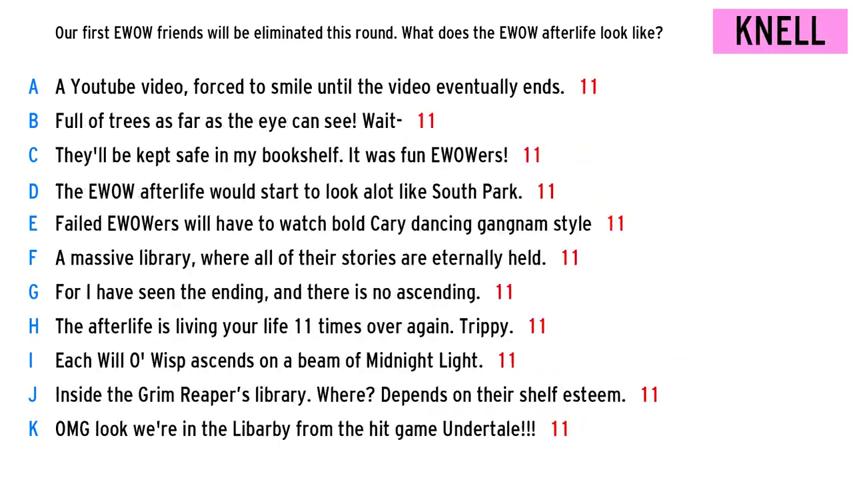 Our first EWOW friends will be eliminated this round. What does the EWOW afterlife look like?
KNELL
A A Youtube video, forced to smile until the video eventually ends. 11
B Full of trees as far as the eye can see! Wait- 11
C They'll be kept safe in my bookshelf. It was fun EWOWers! 11
D The EWOW afterlife would start to look alot like South Park. 11
E Failed EWOWers will have to watch bold Cary dancing gangnam style 11
F A massive library, where all of their stories are eternally held. 11
G For I have seen the ending, and there is no ascending. 11
H The afterlife is living your life 11 times over again. Trippy. 11
I Each Will O' Wisp ascends on a beam of Midnight Light. 11
J Inside the Grim Reaper's library. Where? Depends on their shelf esteem. 11
K OMG look we're in the Libarby from the hit game Undertale!!! 11